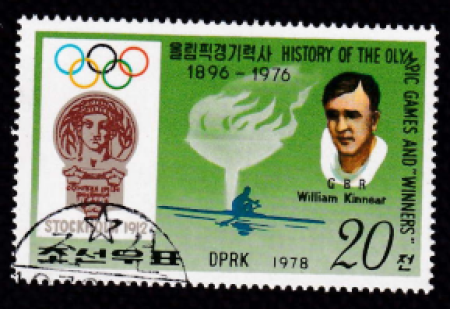 올림픽경기력사 HISTORY OF THE OLYMPIC GAMES AND "WINNERS"
1896-1976
GBR
William Kinnear
STOCKHOLM 1912
조선우표
DPRK 1978
20 전